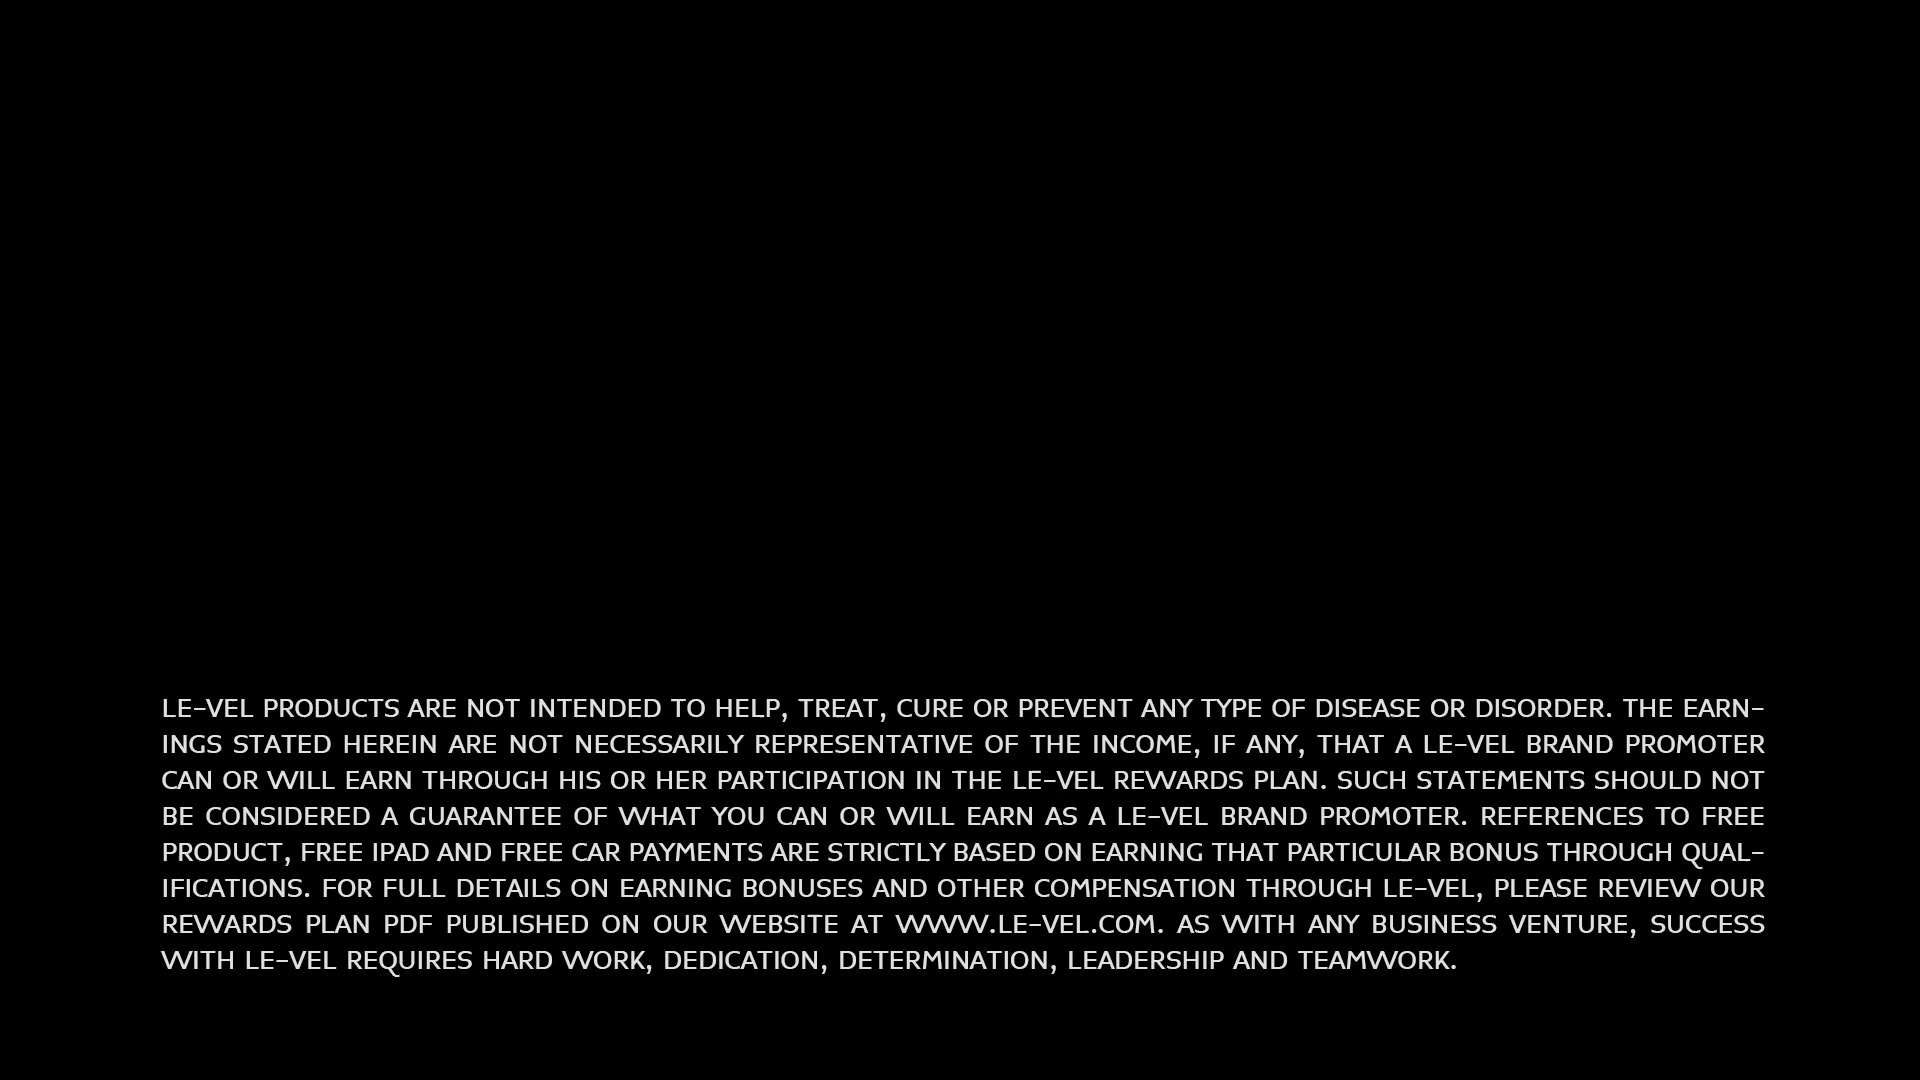 LE-VEL PRODUCTS ARE NOT INTENDED TO HELP, TREAT, CURE OR PREVENT ANY TYPE OF DISEASE OR DISORDER. THE EARN-
INGS STATED HEREIN ARE NOT NECESSARILY REPRESENTATIVE OF THE INCOME, IF ANY, THAT A LE-VEL BRAND PROMOTER
CAN OR WILL EARN THROUGH HIS OR HER PARTICIPATION IN THE LE-VEL REWARDS PLAN. SUCH STATEMENTS SHOULD NOT
BE CONSIDERED A GUARANTEE OF WHAT YOU CAN OR WILL EARN AS A LE-VEL BRAND PROMOTER. REFERENCES TO FREE
PRODUCT, FREE IPAD AND FREE CAR PAYMENTS ARE STRICTLY BASED ON EARNING THAT PARTICULAR BONUS THROUGH QUAL-
IFICATIONS. FOR FULL DETAILS ON EARNING BONUSES AND OTHER COMPENSATION THROUGH LE-VEL, PLEASE REVIEW OUR
REWARDS PLAN PDF PUBLISHED ON OUR WEBSITE AT WWW.LE-VEL.COM. AS WITH ANY BUSINESS VENTURE, SUCCESS
WITH LE-VEL REQUIRES HARD WORK, DEDICATION, DETERMINATION, LEADERSHIP AND TEAMWORK.